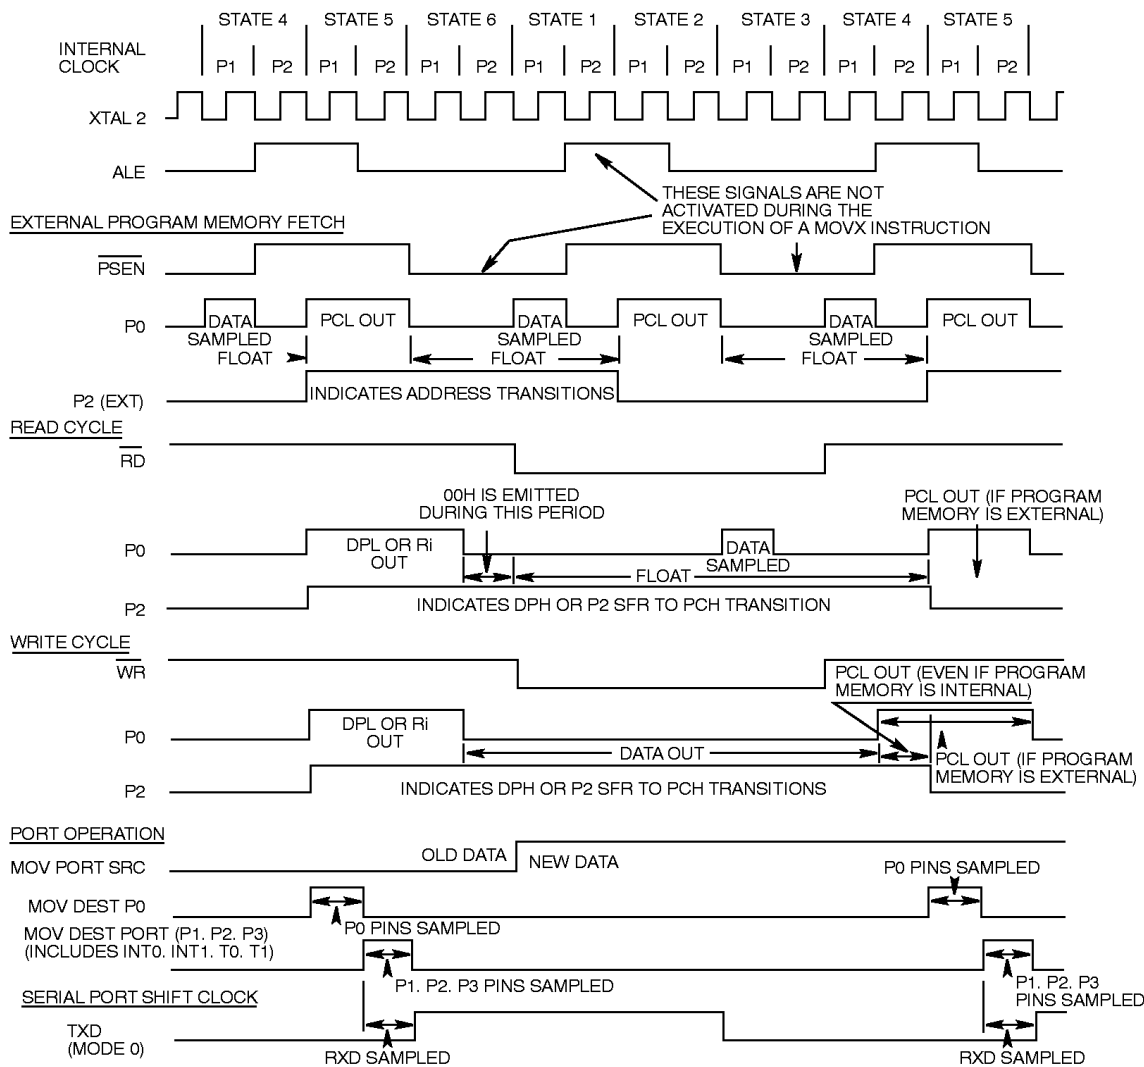 STATE 4 STATE 5 STATE 6 STATE 1 STATE 2 STATE 3 STATE 4 STATE 5
INTERNAL
CLOCK
P1 P2 P1 P2 P1 P2 P1 P2 P1 P2 P1 P2 P1 P2 P1 P2
XTAL 2
ALE
THESE SIGNALS ARE NOT
ACTIVATED DURING THE
EXECUTION OF A MOVX INSTRUCTION
EXTERNAL PROGRAM MEMORY FETCH
PSEN
P0
DATA PCL OUT DATA PCL OUT DATA PCL OUT
SAMPLED SAMPLED SAMPLED
FLOAT FLOAT FLOAT
P2 (EXT)
INDICATES ADDRESS TRANSITIONS
READ CYCLE
RD
00H IS EMITTED
DURING THIS PERIOD
PCL OUT (IF PROGRAM
MEMORY IS EXTERNAL)
P0
DPL OR Ri
OUT
DATA
SAMPLED
FLOAT
P2
INDICATES DPH OR P2 SFR TO PCH TRANSITION
WRITE CYCLE
WR
PCL OUT (EVEN IF PROGRAM
MEMORY IS INTERNAL)
P0
DPL OR Ri
OUT
DATA OUT
PCL OUT (IF PROGRAM
MEMORY IS EXTERNAL)
P2
INDICATES DPH OR P2 SFR TO PCH TRANSITIONS
PORT OPERATION
MOV PORT SRC
OLD DATA NEW DATA
P0 PINS SAMPLED
MOV DEST P0
P0 PINS SAMPLED
MOV DEST PORT (P1. P2. P3)
(INCLUDES INT0. INT1. T0. T1)
P1. P2. P3 PINS SAMPLED
P1. P2. P3
PINS SAMPLED
SERIAL PORT SHIFT CLOCK
TXD
(MODE 0)
RXD SAMPLED RXD SAMPLED